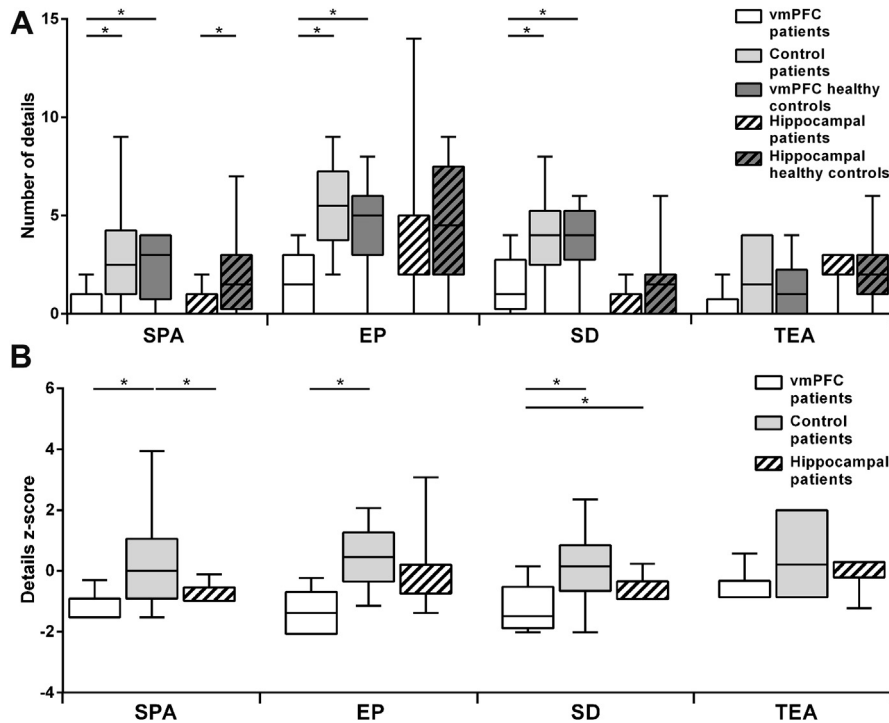 A
Number of details
15
10
5
0
* * * * * * *
SPA EP SD TEA
vmPFC
patients
Control
patients
vmPFC healthy
controls
Hippocampal
patients
Hippocampal
healthy controls
B
Details z-score
6
4
2
0
-2
-4
* * * * *
SPA EP SD TEA
vmPFC
patients
Control
patients
Hippocampal
patients